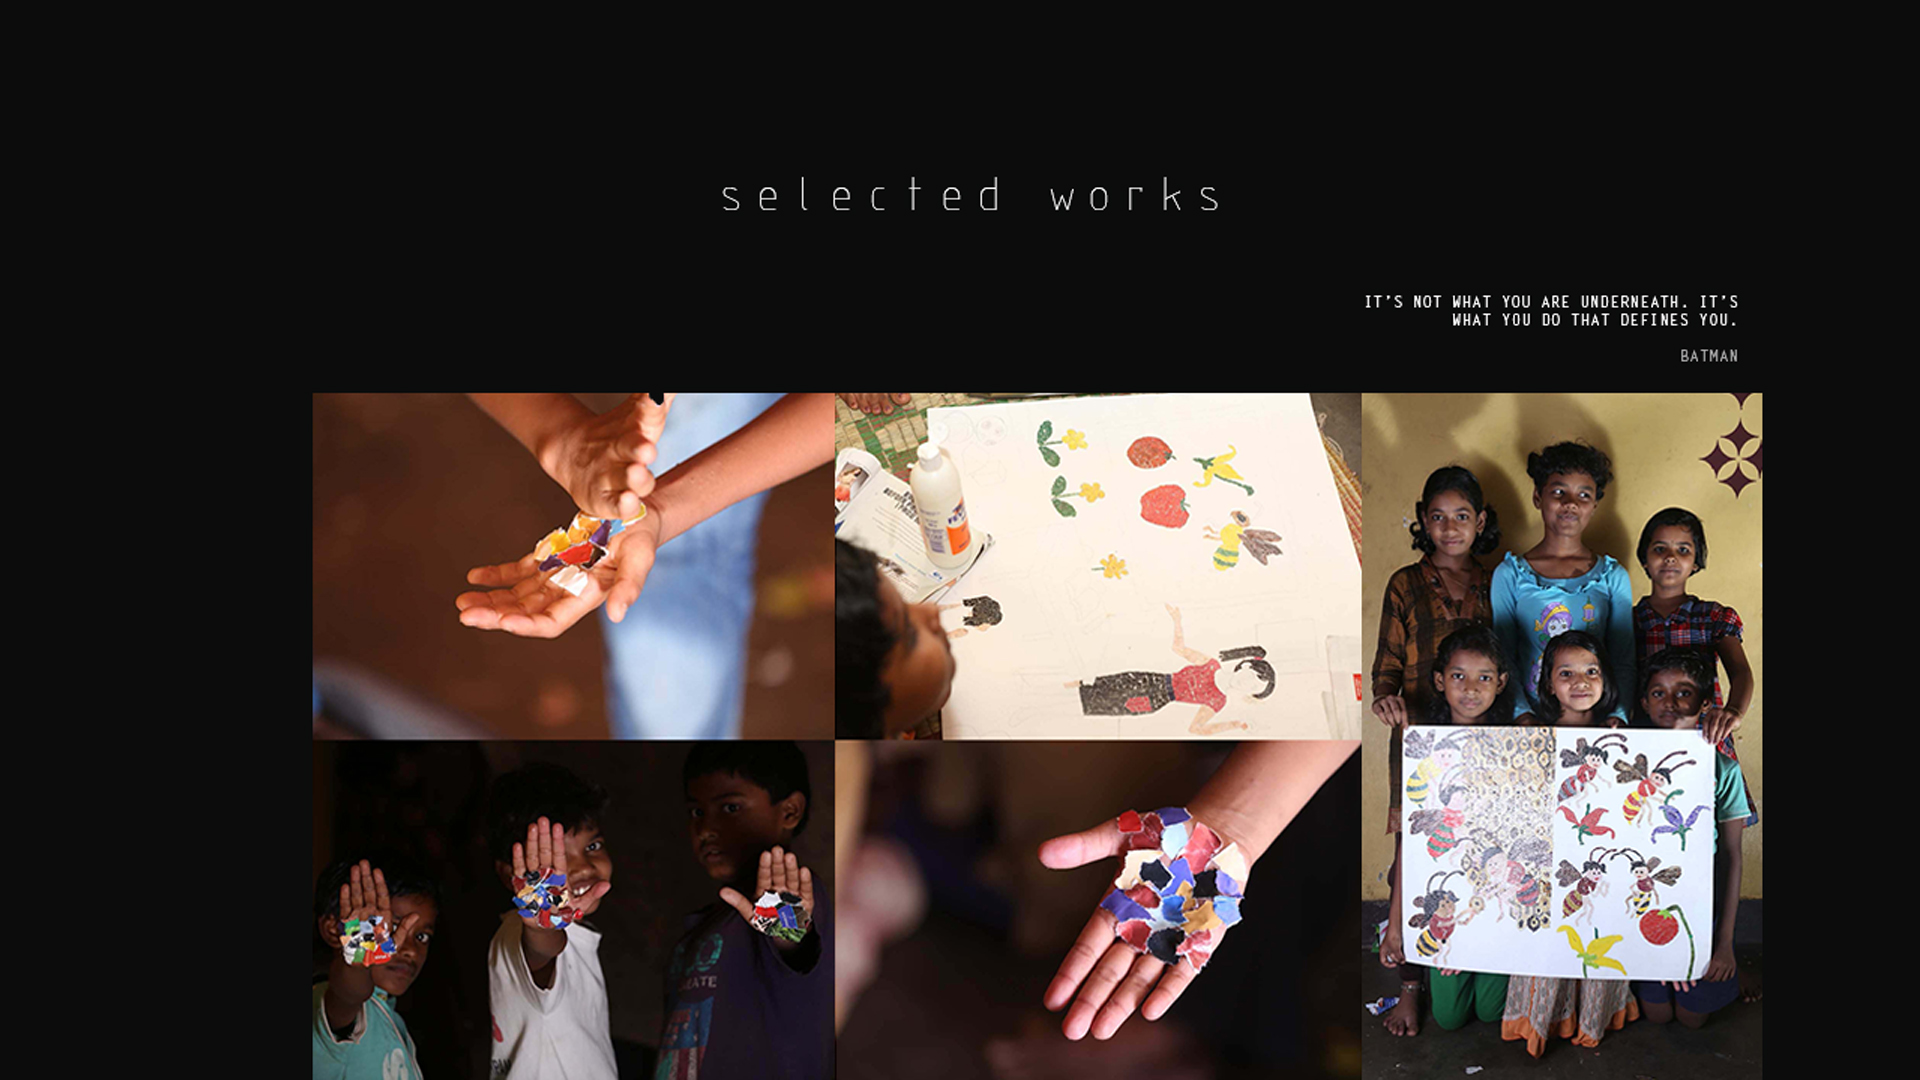 selected works
IT'S NOT WHAT YOU ARE UNDERNEATH. IT'S
WHAT YOU DO THAT DEFINES YOU.
BATMAN